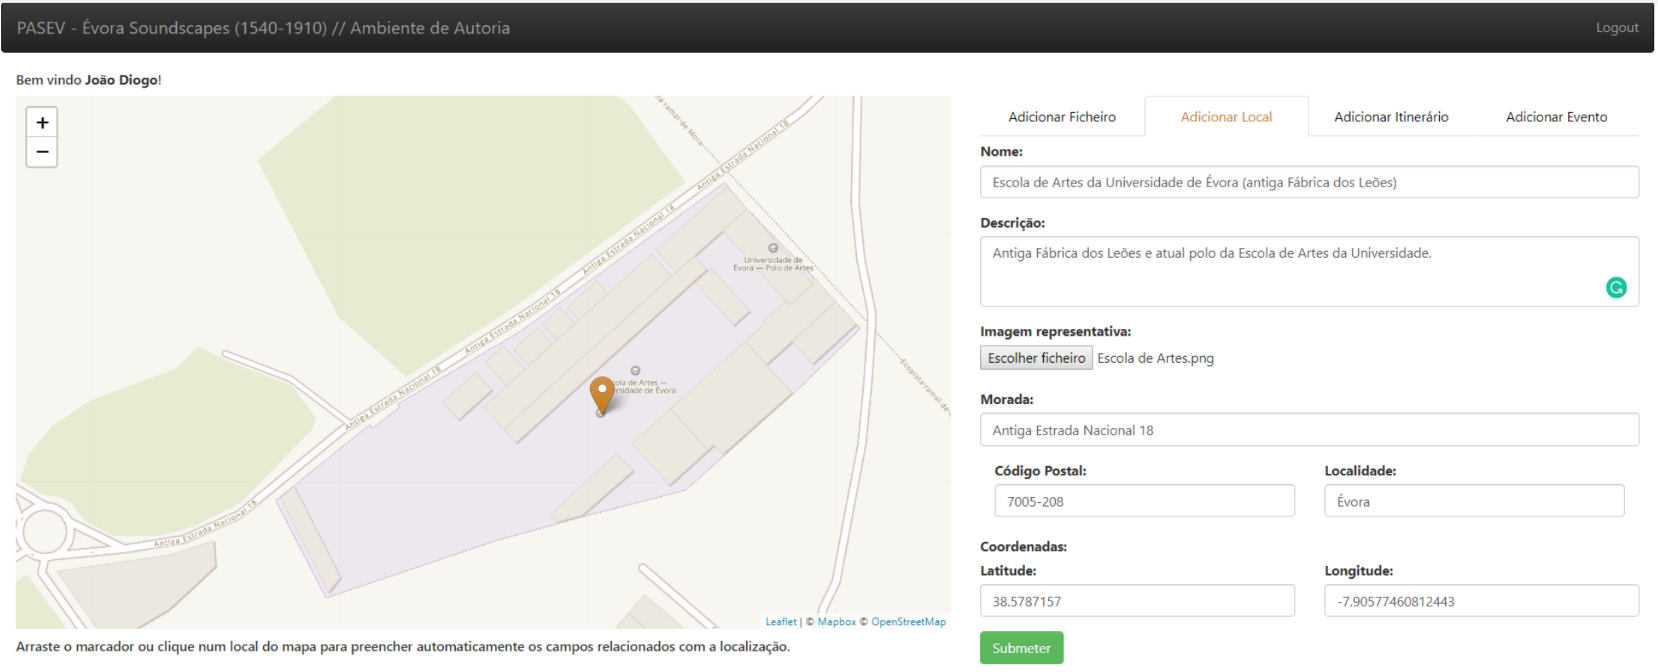 PASEV - Évora Soundscapes (1540-1910) // Ambiente de Autoria
Logout
Bem vindo João Diogo!
+
−
ramal de Mora
Antiga Estrada Nacional 18
Antiga Estrada Nacional 18
Antiga Estrada Nacional 18
Antiga Estrada Nacional 18
Antiga Estrada Nacional 18
Antiga Estrada Nacional 18
Universidade de
Évora — Polo de Artes
ola de Artes —
rsidade de Évora
Ecopista ramal de
Leaflet | © Mapbox © OpenStreetMap
Arraste o marcador ou clique num local do mapa para preencher automaticamente os campos relacionados com a localização.
Adicionar Ficheiro
Adicionar Local
Adicionar Itinerário
Adicionar Evento
Nome:
Escola de Artes da Universidade de Évora (antiga Fábrica dos Leões)
Descrição:
Antiga Fábrica dos Leões e atual polo da Escola de Artes da Universidade.
Imagem representativa:
Escolher ficheiro Escola de Artes.png
Morada:
Antiga Estrada Nacional 18
Código Postal:
Localidade:
7005-208
Évora
Coordenadas:
Latitude:
Longitude:
38.5787157
-7.90577460812443
Submeter